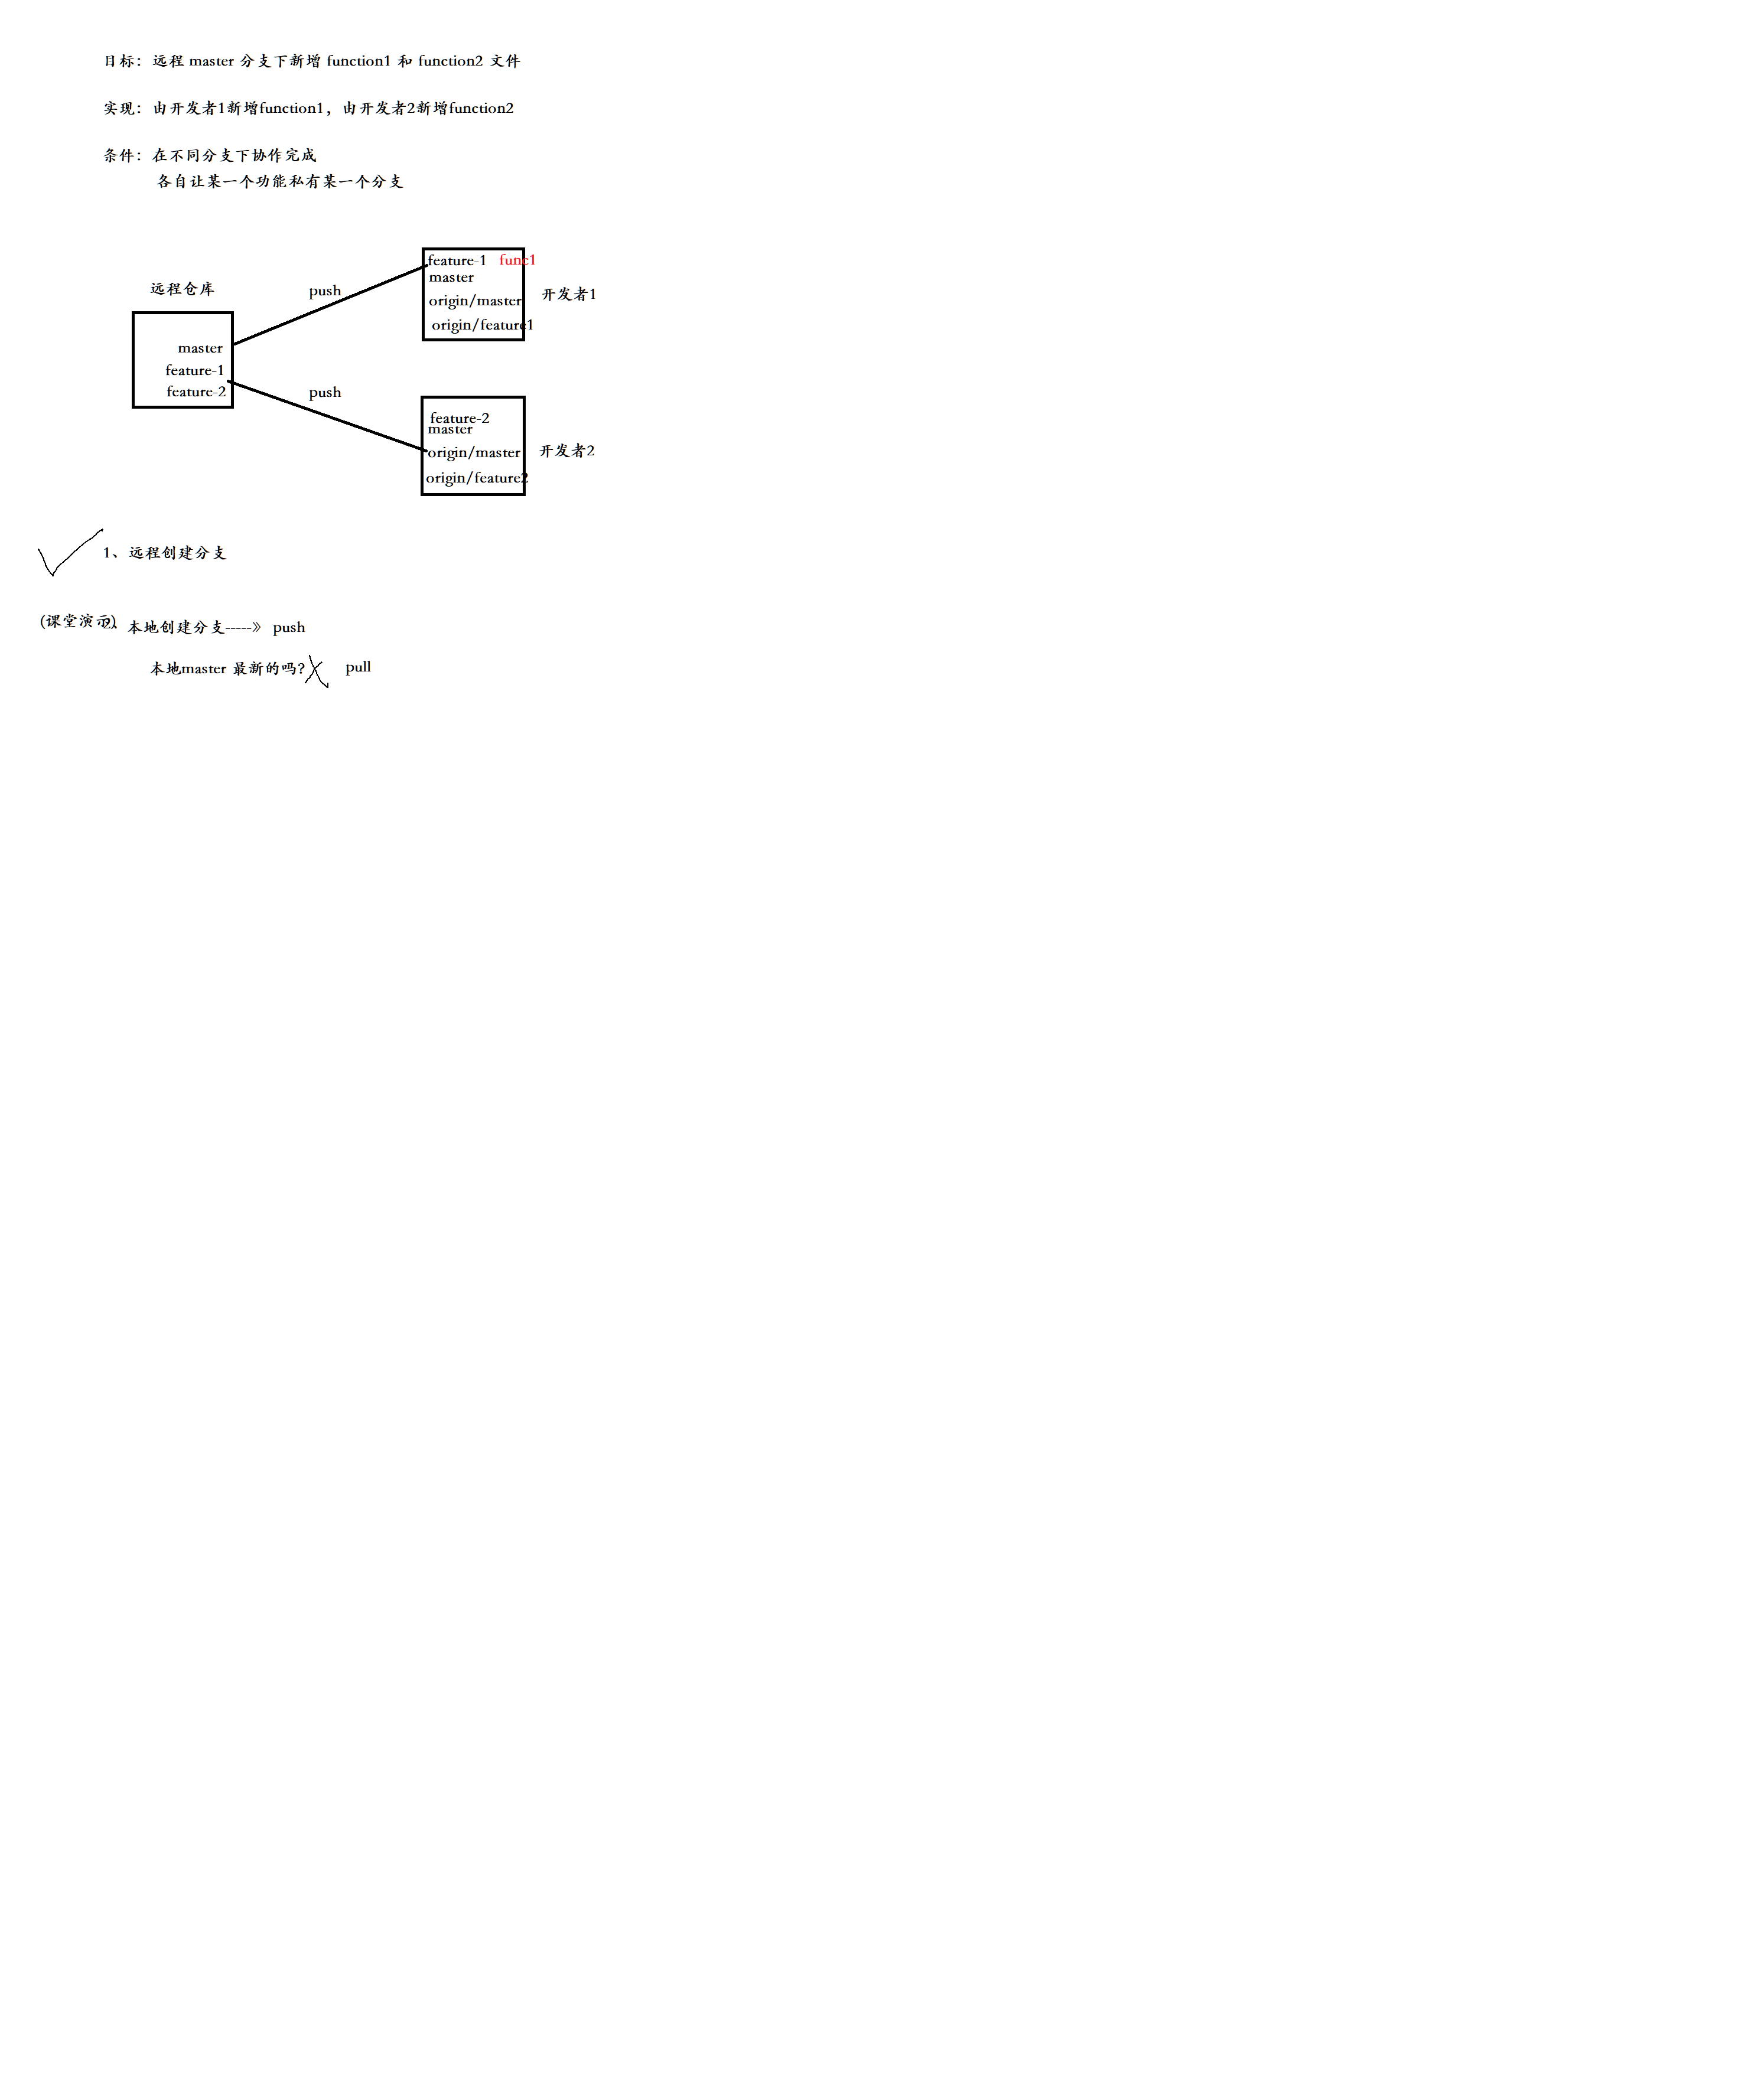 目标：远程 master 分支下新增 function1 和 function2 文件
实现：由开发者1新增function1，由开发者2新增function2
条件：在不同分支下协作完成
各自让某一个功能私有某一个分支
远程仓库
master
feature-1
feature-2
push
push
feature-1 func1
master
origin/master
origin/feature1
开发者1
feature-2
master
origin/master
origin/feature2
开发者2
1、远程创建分支
(课堂演示)
2、本地创建分支-----》 push
本地master 最新的吗？ pull